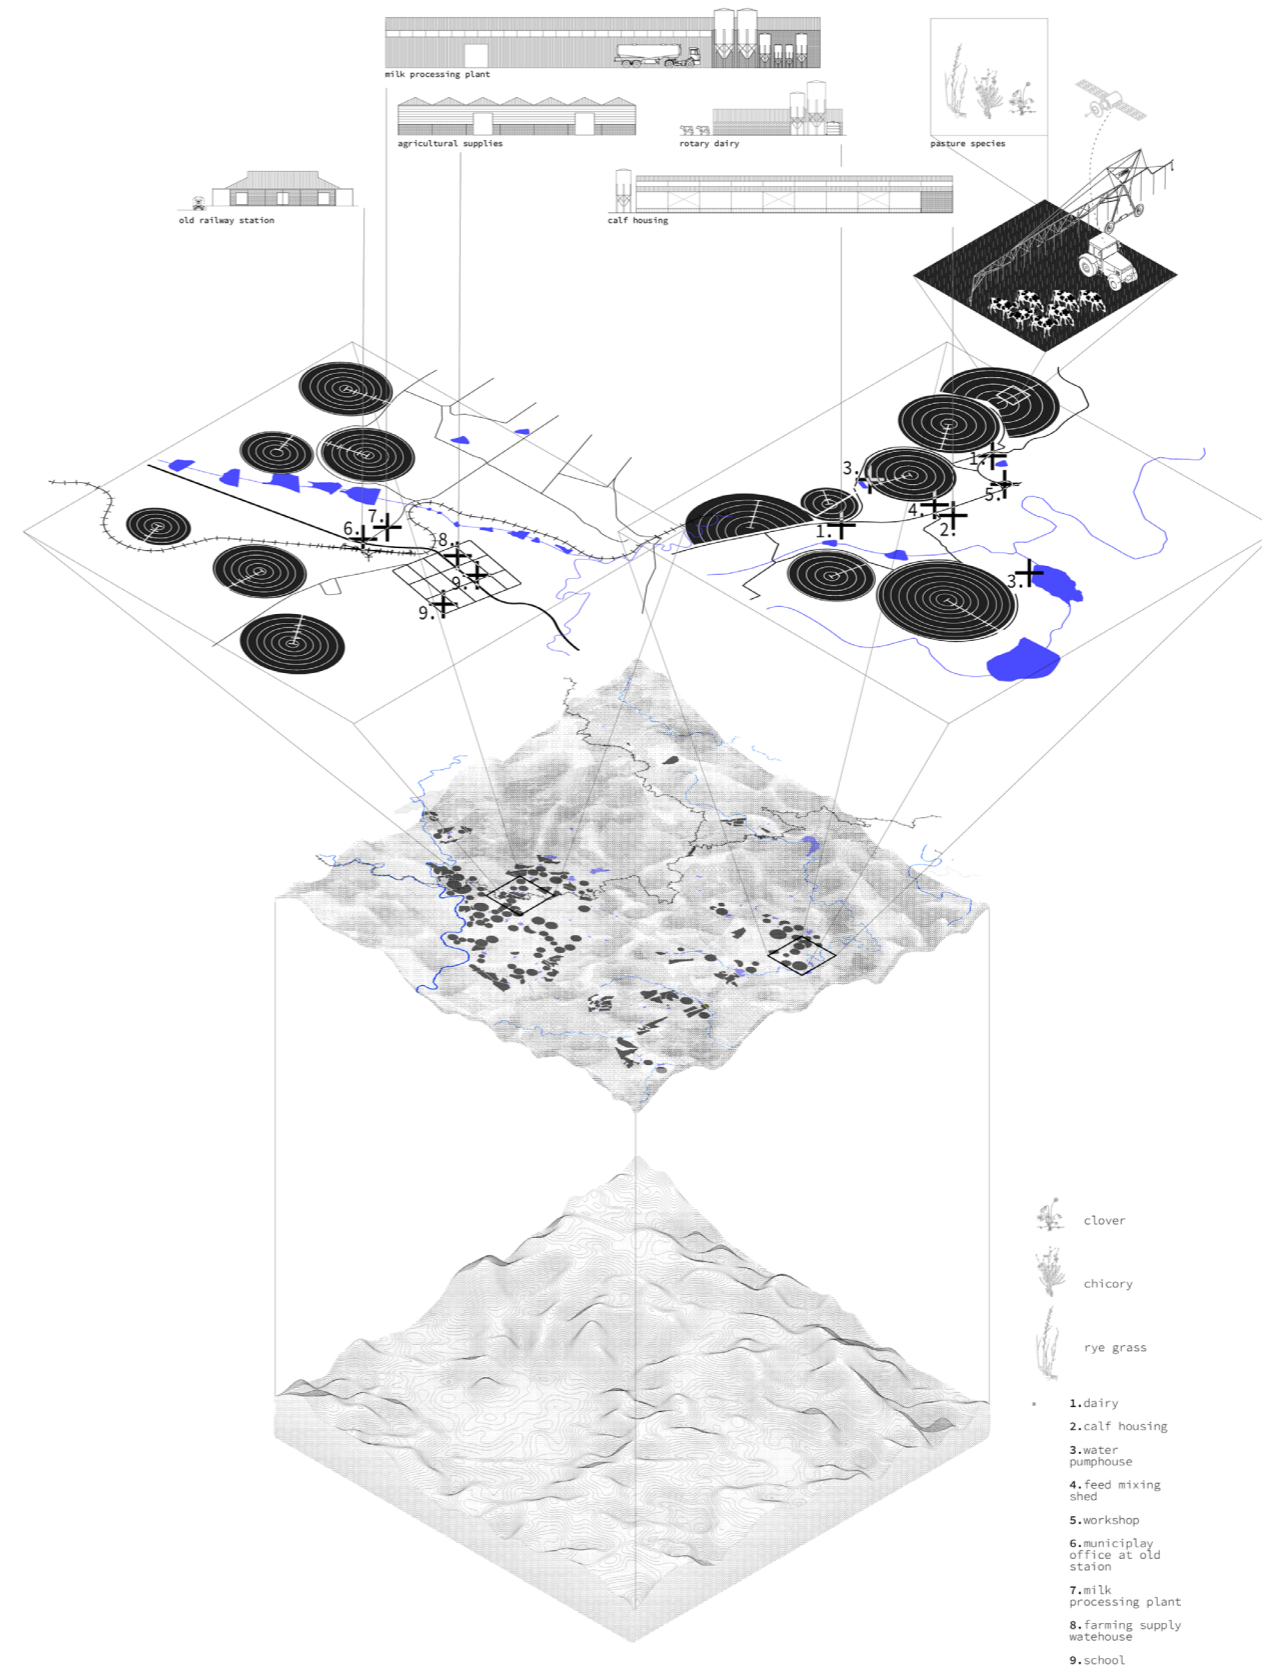 milk processing plant
agricultural supplies
rotary dairy
pasture species
old railway station
calf housing
3.
1.
5.
4.
2.
1.
3.
7.
6.
8.
9.
9.
clover
chicory
rye grass
1.dairy
2.calf housing
3.water
pumphouse
4.feed mixing
shed
5.workshop
6.municiplay
office at old
staion
7.milk
processing plant
8.farming supply
watehouse
9.school